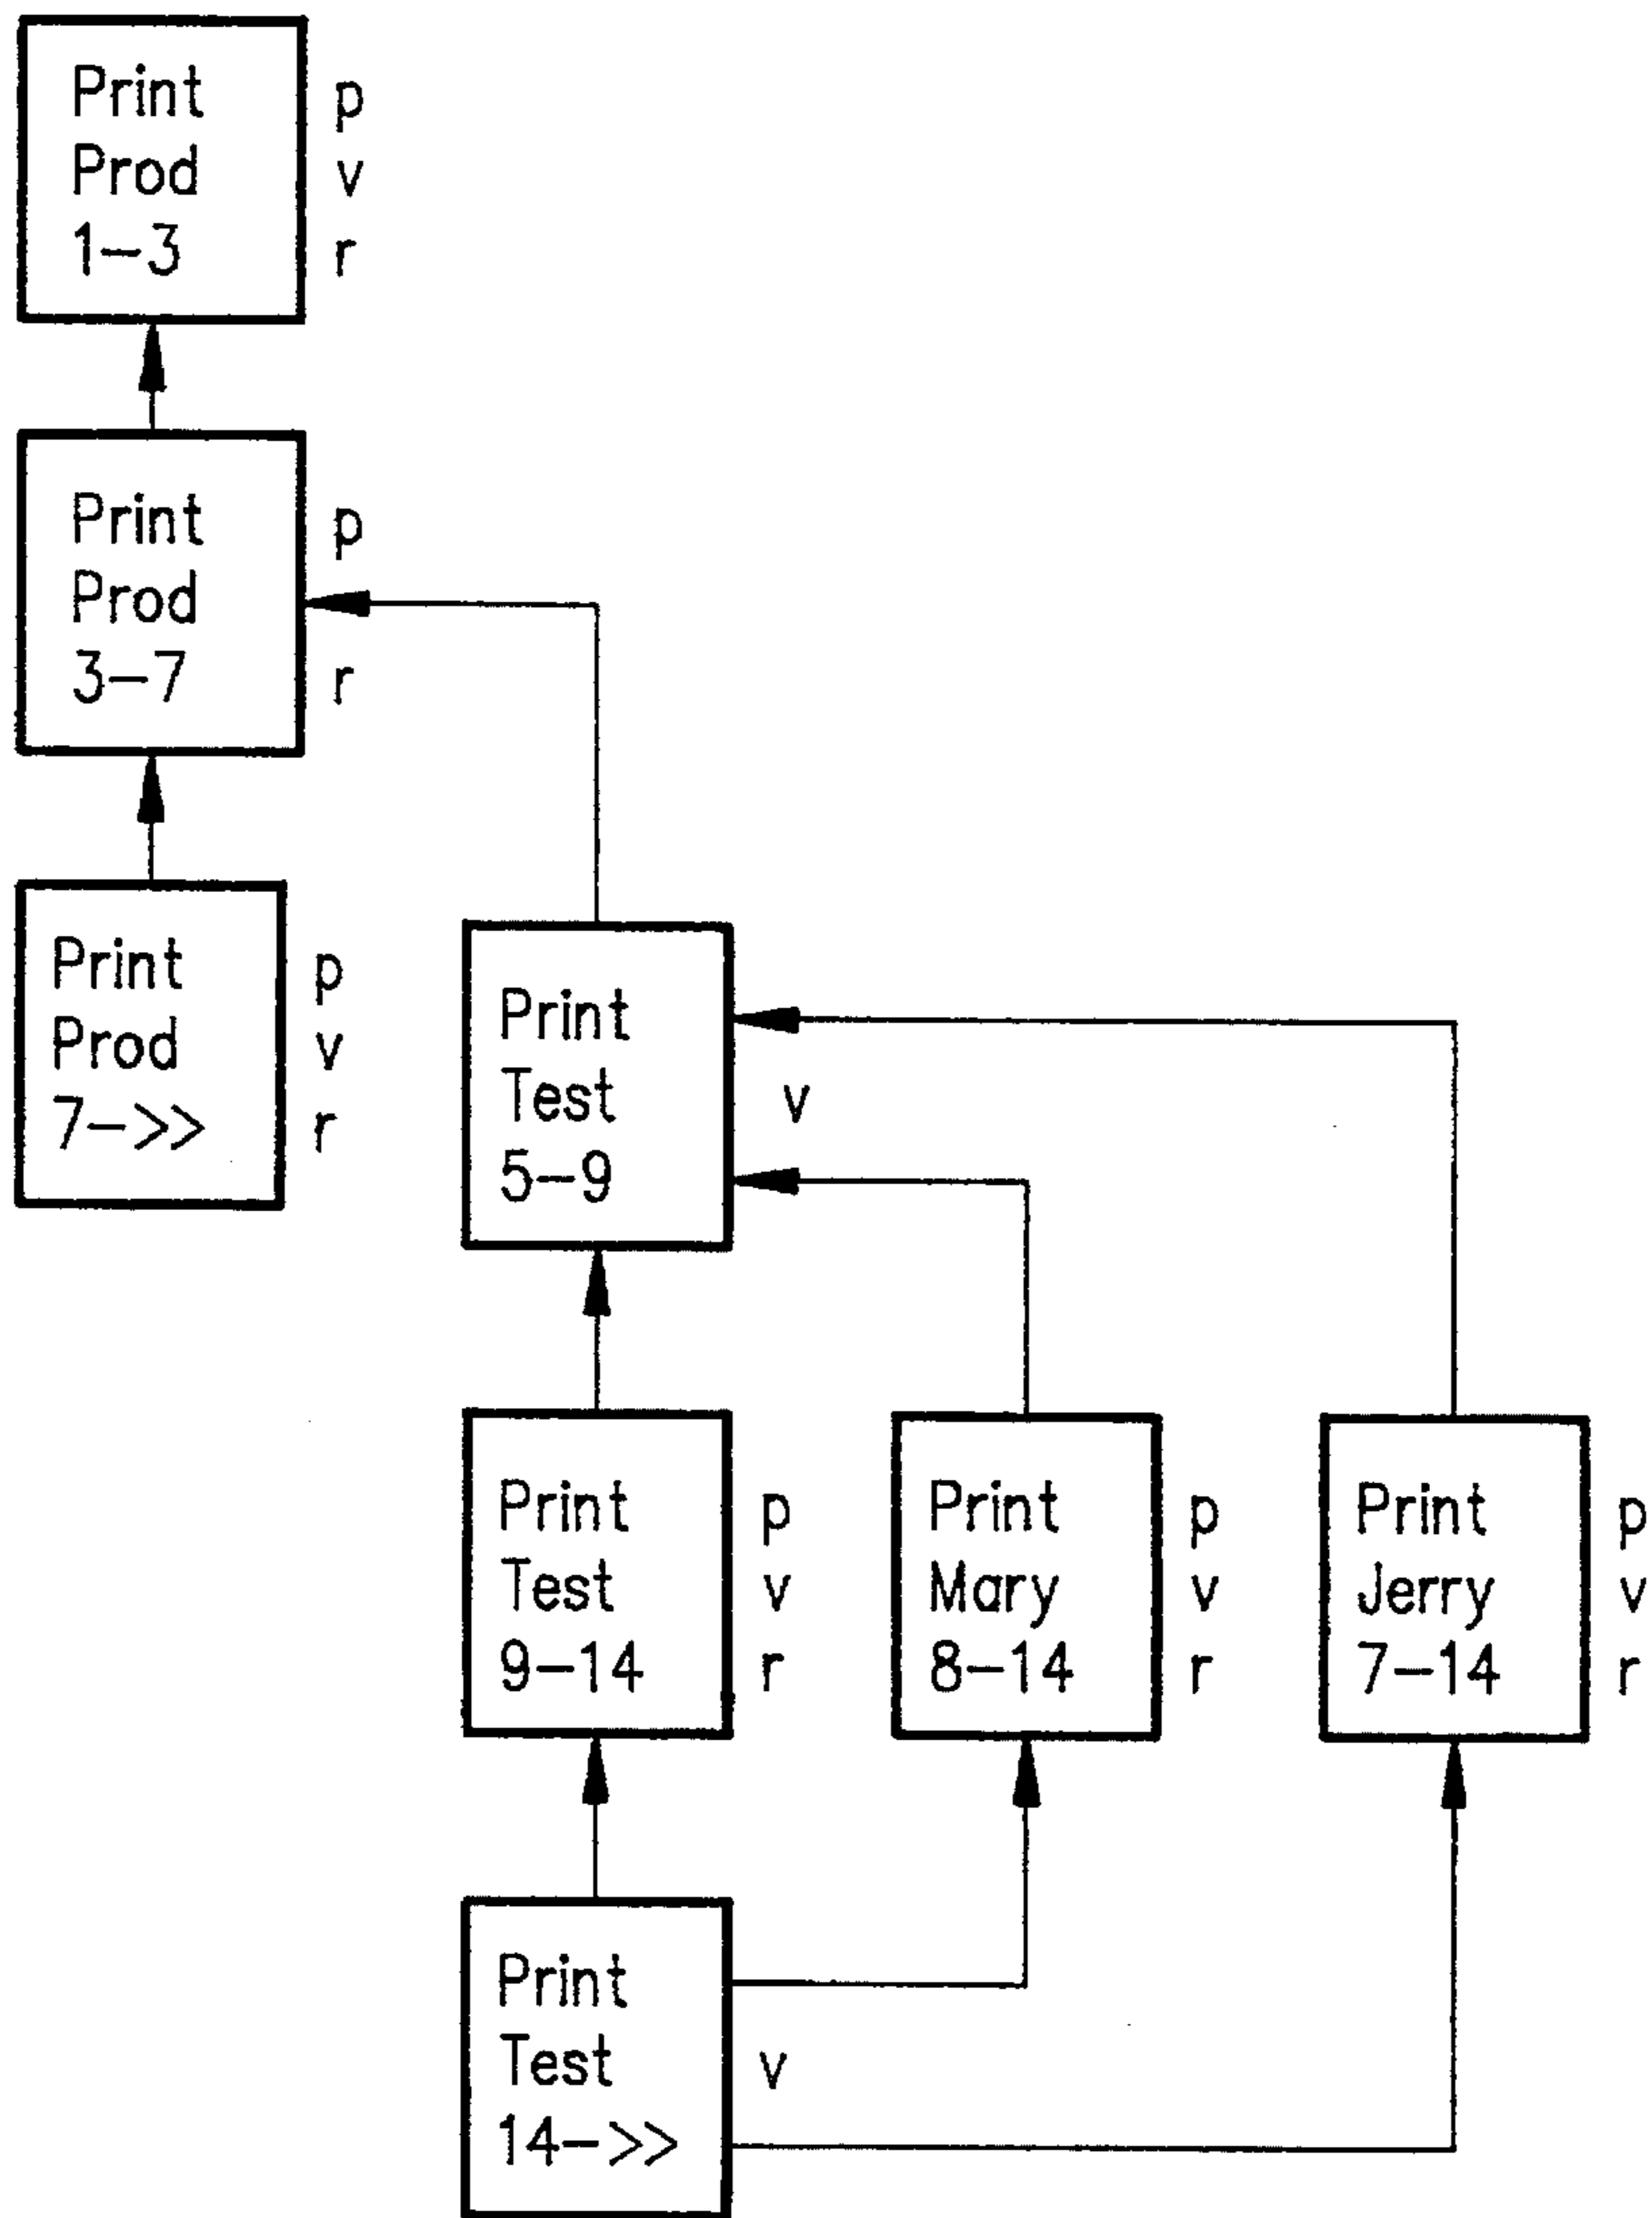 Print p
Prod v
1-3 r
Print p
Prod
3-7 r
Print p
Prod v
7->> r
Print
Test v
5-9
Print p
Test v
9-14 r
Print p
Mary v
8-14 r
Print p
Jerry v
7-14 r
Print
Test v
14->>